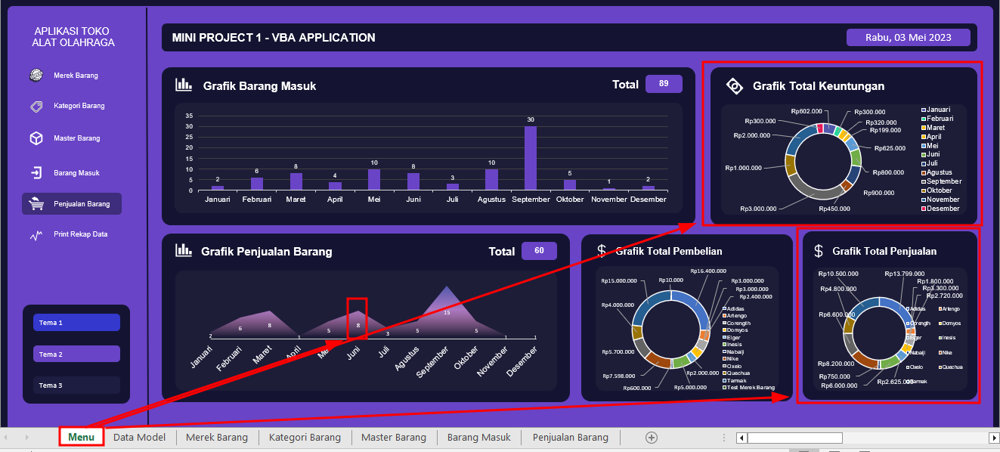 APLIKASI TOKO
ALAT OLAHRAGA
Merek Barang
Kategori Barang
Master Barang
Barang Masuk
Penjualan Barang
Print Rekap Data
Tema 1
Tema 2
Tema 3
MINI PROJECT 1 - VBA APPLICATION
Rabu, 03 Mei 2023
Grafik Barang Masuk
Total 89
35
30
25
20
15
10
5
0
2
6
8
4
10
8
3
10
30
5
1
2
Januari Februari Maret April Mei Juni Juli Agustus September Oktober November Desember
Grafik Total Keuntungan
Rp602.000
Rp300.000
Rp320.000
Rp199.000
Rp625.000
Rp800.000
Rp900.000
Rp450.000
Rp3.000.000
Rp1.000.000
Rp2.000.000
Rp300.000
Januari
Februari
Maret
April
Mei
Juni
Juli
Agustus
September
Oktober
November
Desember
Grafik Penjualan Barang
Total 60
2
6
8
1
5
8
3
5
15
5
1
1
Januari
Februari
Maret
April
Mei
Juni
Juli
Agustus
September
Oktober
November
Desember
$ Grafik Total Pembelian
Rp16.400.000
Rp10.000
Rp15.000.000
Rp3.000.000
Rp3.000.000
Rp2.400.000
Rp4.000.000
Rp5.700.000
Rp7.598.000
Rp600.000
Rp5.000.000
Rp2.000.000
Adidas
Artengo
Corength
Domyos
Eiger
Inesis
Nabaiji
Nike
Oxelo
Quechua
Tarmak
Test Merek Barang
$ Grafik Total Penjualan
Rp10.500.000
Rp13.799.000
Rp1.800.000
Rp3.300.000
Rp2.720.000
Rp4.800.000
Rp6.600.000
Rp8.200.000
Rp750.000
Rp6.000.000
Rp2.625.000
Adidas Artengo
Corength Domyos
Eiger Inesis
Nabaiji Nike
Oxelo Quechua
Tarmak
Menu Data Model Merek Barang Kategori Barang Master Barang Barang Masuk Penjualan Barang